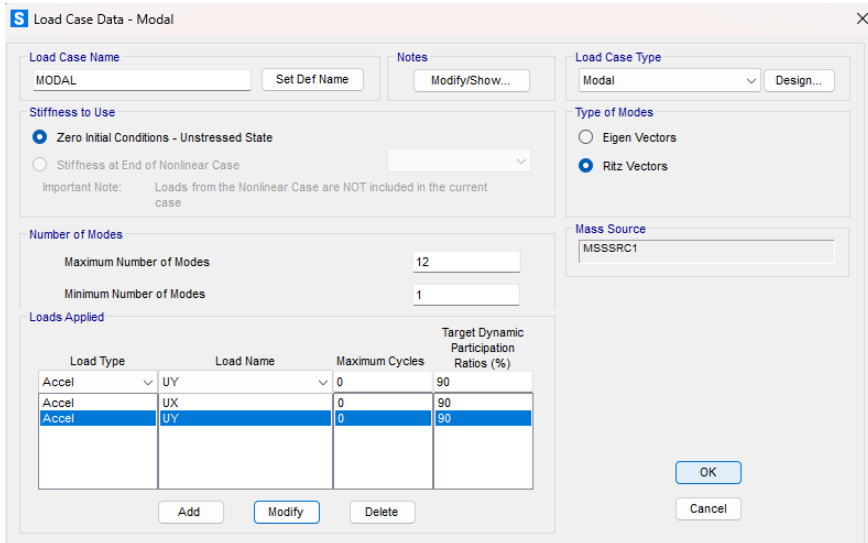 S Load Case Data - Modal
Load Case Name
MODAL
Set Def Name
Notes
Modify/Show...
Load Case Type
Modal
Design...
Stiffness to Use
Zero Initial Conditions - Unstressed State
Stiffness at End of Nonlinear Case
Important Note: Loads from the Nonlinear Case are NOT included in the current
case
Type of Modes
Eigen Vectors
Ritz Vectors
Number of Modes
Maximum Number of Modes 12
Minimum Number of Modes 1
Mass Source
MSSSRC1
Loads Applied
Target Dynamic
Participation
Load Type Load Name Maximum Cycles Ratios (%)
Accel UY 0 90
Accel UX 0 90
Accel UY 0 90
Add Modify Delete
OK
Cancel